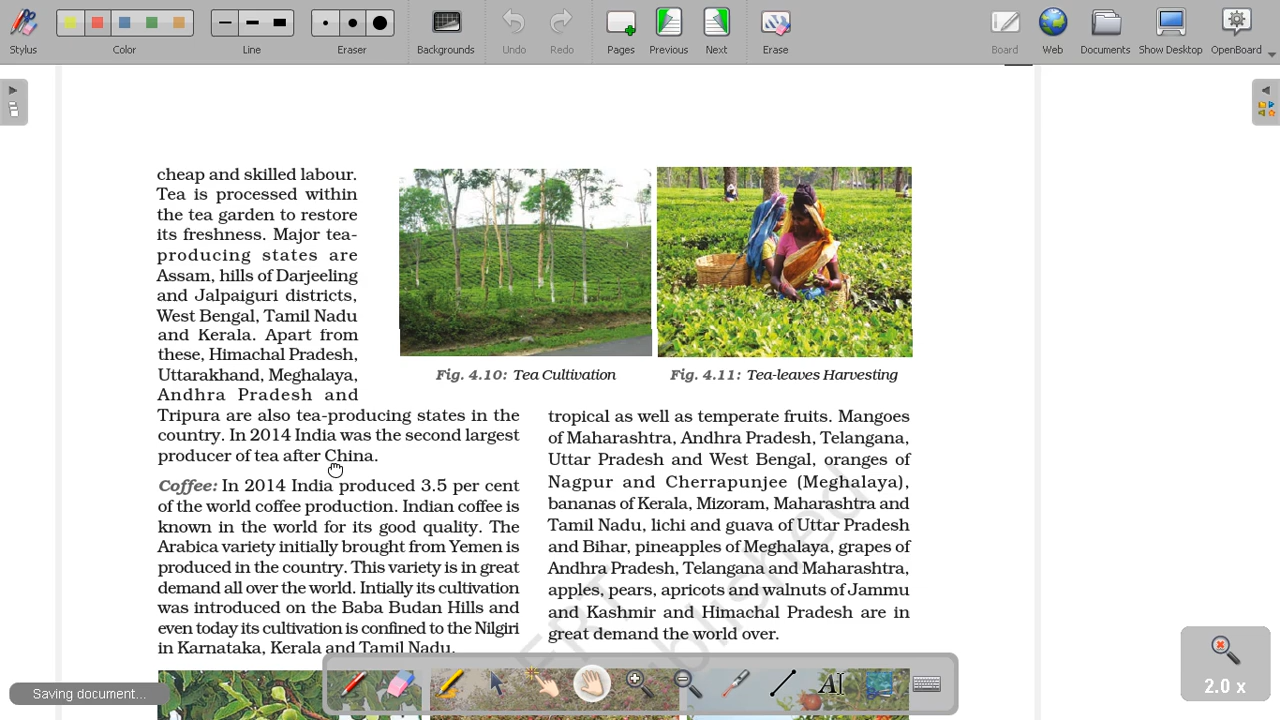 Stylus
Color
Line
Eraser
Backgrounds
Undo
Redo
Pages
Previous
Next
Erase
Board
Web
Documents
Show Desktop
OpenBoard
cheap and skilled labour.
Tea is processed within
the tea garden to restore
its freshness. Major tea-
producing states are
Assam, hills of Darjeeling
and Jalpaiguri districts,
West Bengal, Tamil Nadu
and Kerala. Apart from
these, Himachal Pradesh,
Uttarakhand, Meghalaya,
Andhra Pradesh and
Tripura are also tea-producing states in the
country. In 2014 India was the second largest
producer of tea after China.
Coffee: In 2014 India produced 3.5 per cent
of the world coffee production. Indian coffee is
known in the world for its good quality. The
Arabica variety initially brought from Yemen is
produced in the country. This variety is in great
demand all over the world. Intially its cultivation
was introduced on the Baba Budan Hills and
even today its cultivation is confined to the Nilgiri
in Karnataka, Kerala and Tamil Nadu.
Fig. 4.10: Tea Cultivation
Fig. 4.11: Tea-leaves Harvesting
tropical as well as temperate fruits. Mangoes
of Maharashtra, Andhra Pradesh, Telangana,
Uttar Pradesh and West Bengal, oranges of
Nagpur and Cherrapunjee (Meghalaya),
bananas of Kerala, Mizoram, Maharashtra and
Tamil Nadu, lichi and guava of Uttar Pradesh
and Bihar, pineapples of Meghalaya, grapes of
Andhra Pradesh, Telangana and Maharashtra,
apples, pears, apricots and walnuts of Jammu
and Kashmir and Himachal Pradesh are in
great demand the world over.
Saving document...
AI
2.0 x